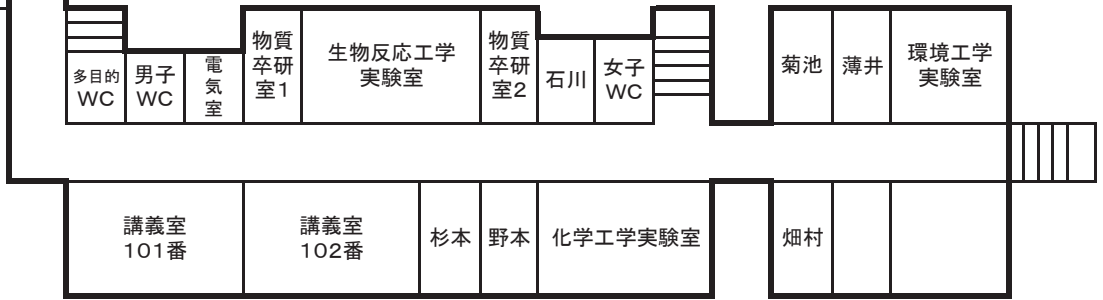 多目的
WC
男子
WC
電
気
室
物質
卒研
室1
生物反応工学
実験室
物質
卒研
室2
石川
女子
WC
菊池
薄井
環境工学
実験室
講義室
101番
講義室
102番
杉本
野本
化学工学実験室
畑村